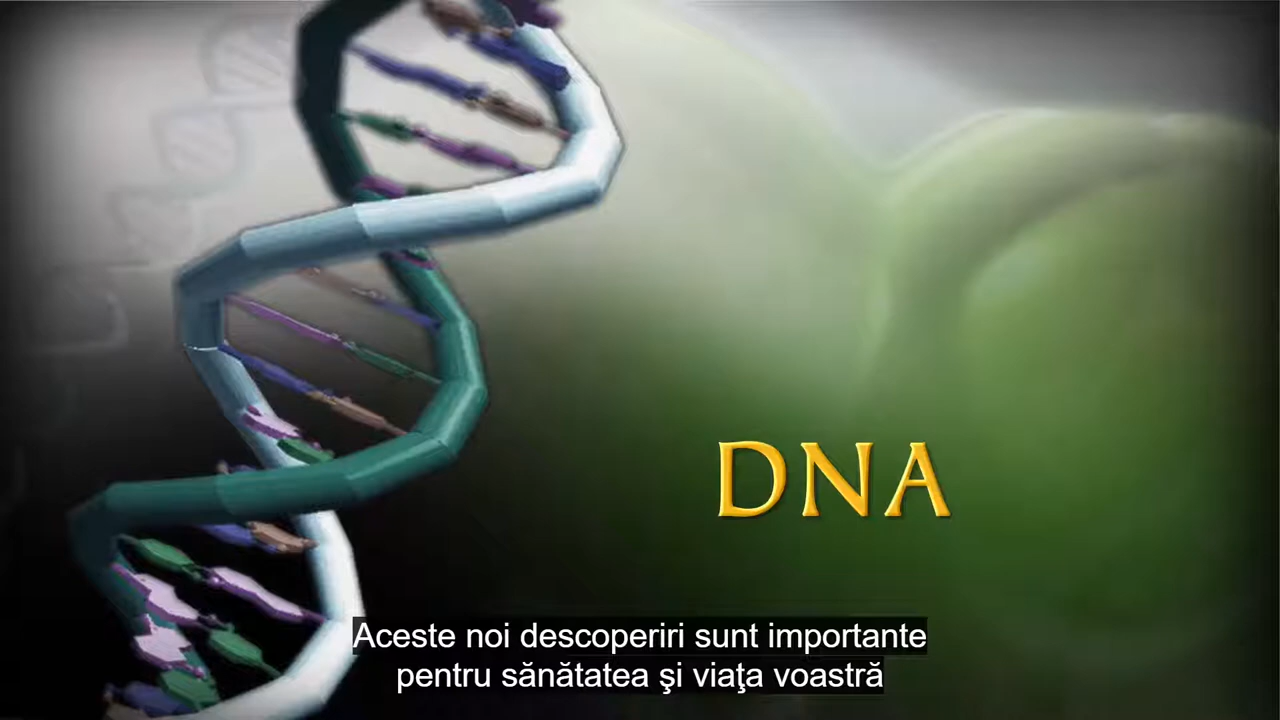 DNA
Aceste noi descoperiri sunt importante
pentru sănătatea şi viaţa voastră